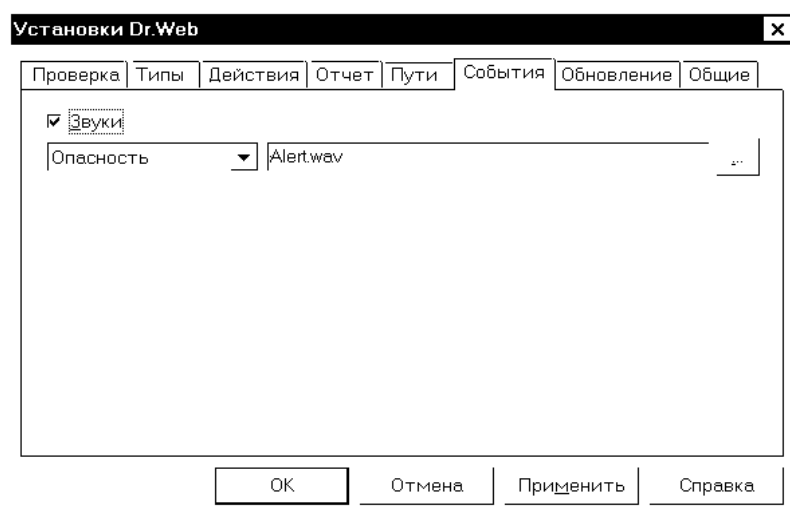 Установки Dr.Web
Проверка Типы Действия Отчет Пути События Обновление Общие
Звуки
Опасность Alert.wav ...
OK Отмена Применить Справка